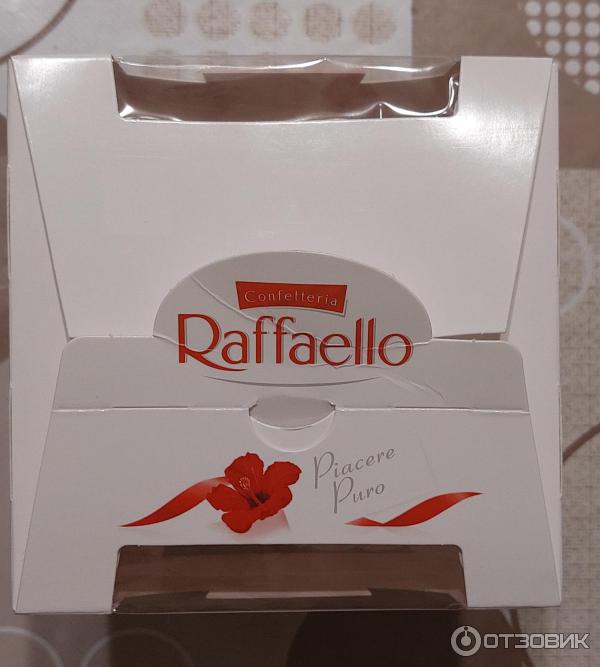 Confetteria
Raffaello
Piacere
Puro
ОТЗОВИК